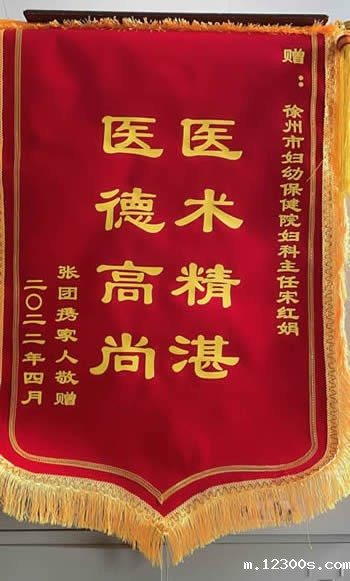 赠：
徐州市妇幼保健院妇科主任宋红娟
医术精湛
医德高尚
张团携家人敬赠
二〇二二年四月
m.12300s.com